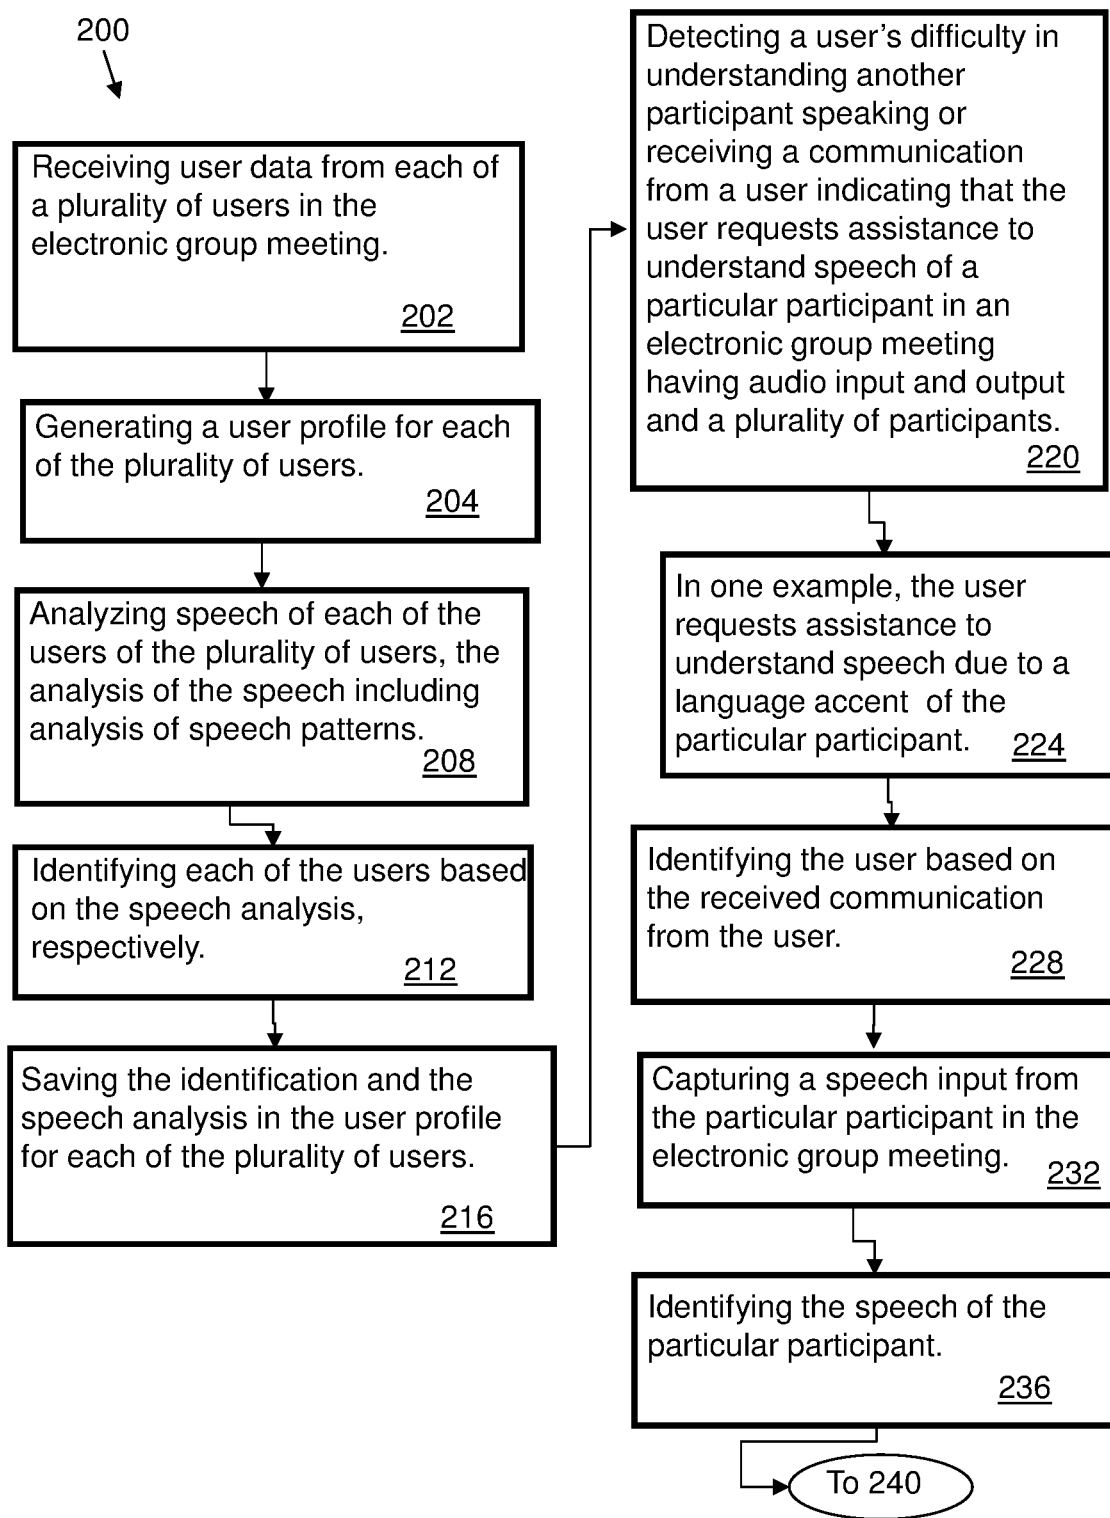 200
Receiving user data from each of
a plurality of users in the
electronic group meeting.
202
Generating a user profile for each
of the plurality of users.
204
Analyzing speech of each of the
users of the plurality of users, the
analysis of the speech including
analysis of speech patterns.
208
Identifying each of the users based
on the speech analysis,
respectively.
212
Saving the identification and the
speech analysis in the user profile
for each of the plurality of users.
216
Detecting a user's difficulty in
understanding another
participant speaking or
receiving a communication
from a user indicating that the
user requests assistance to
understand speech of a
particular participant in an
electronic group meeting
having audio input and output
and a plurality of participants.
220
In one example, the user
requests assistance to
understand speech due to a
language accent of the
particular participant.
224
Identifying the user based on
the received communication
from the user.
228
Capturing a speech input from
the particular participant in the
electronic group meeting.
232
Identifying the speech of the
particular participant.
236
To 240